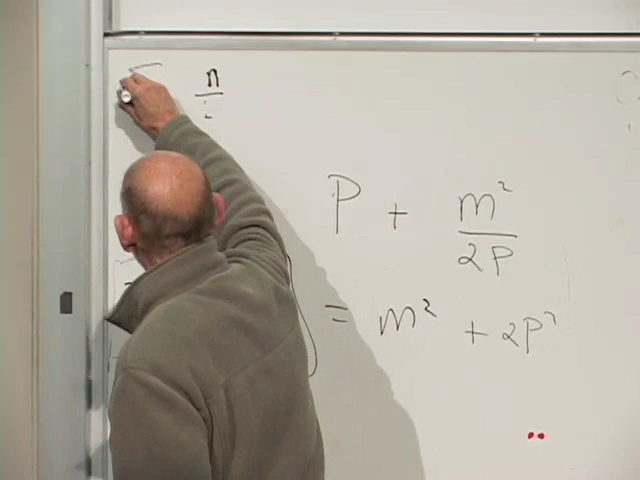 n
i
P + m²
2P
= m² + 2P²